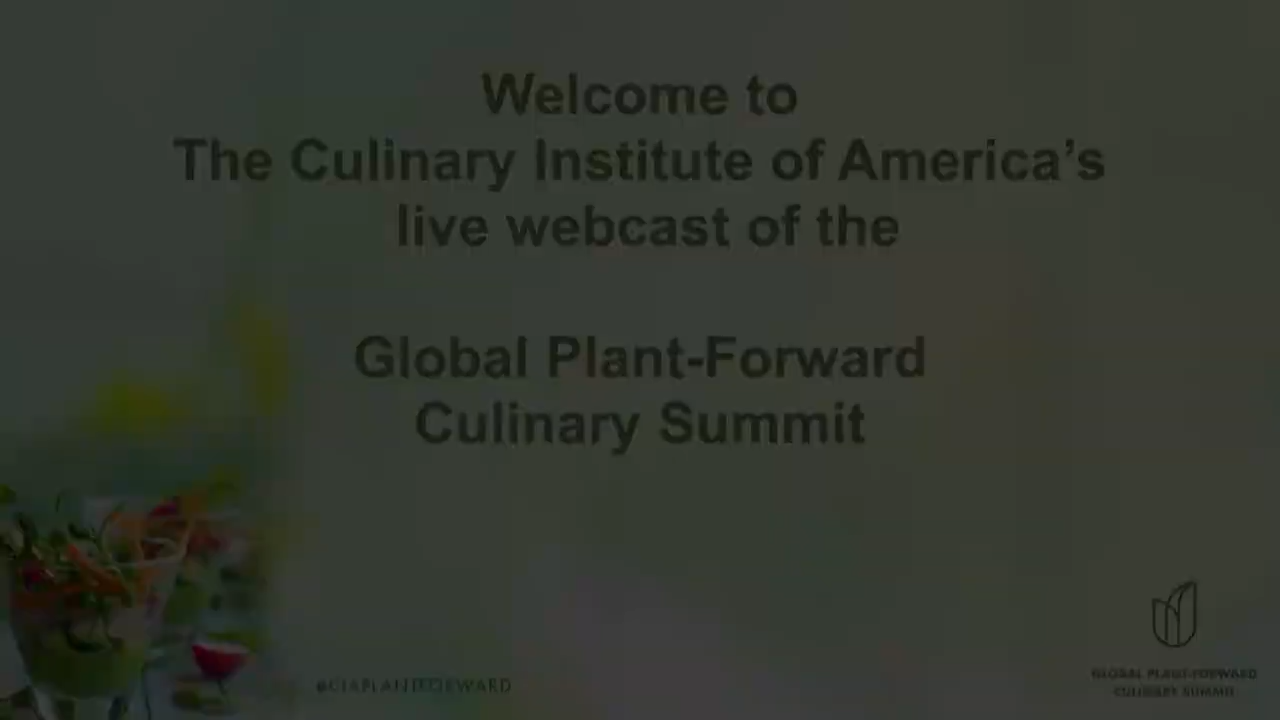 Welcome to
The Culinary Institute of America’s
live webcast of the
Global Plant-Forward
Culinary Summit
@CIAPLANTFORWARD
GLOBAL PLANT-FORWARD
CULINARY SUMMIT